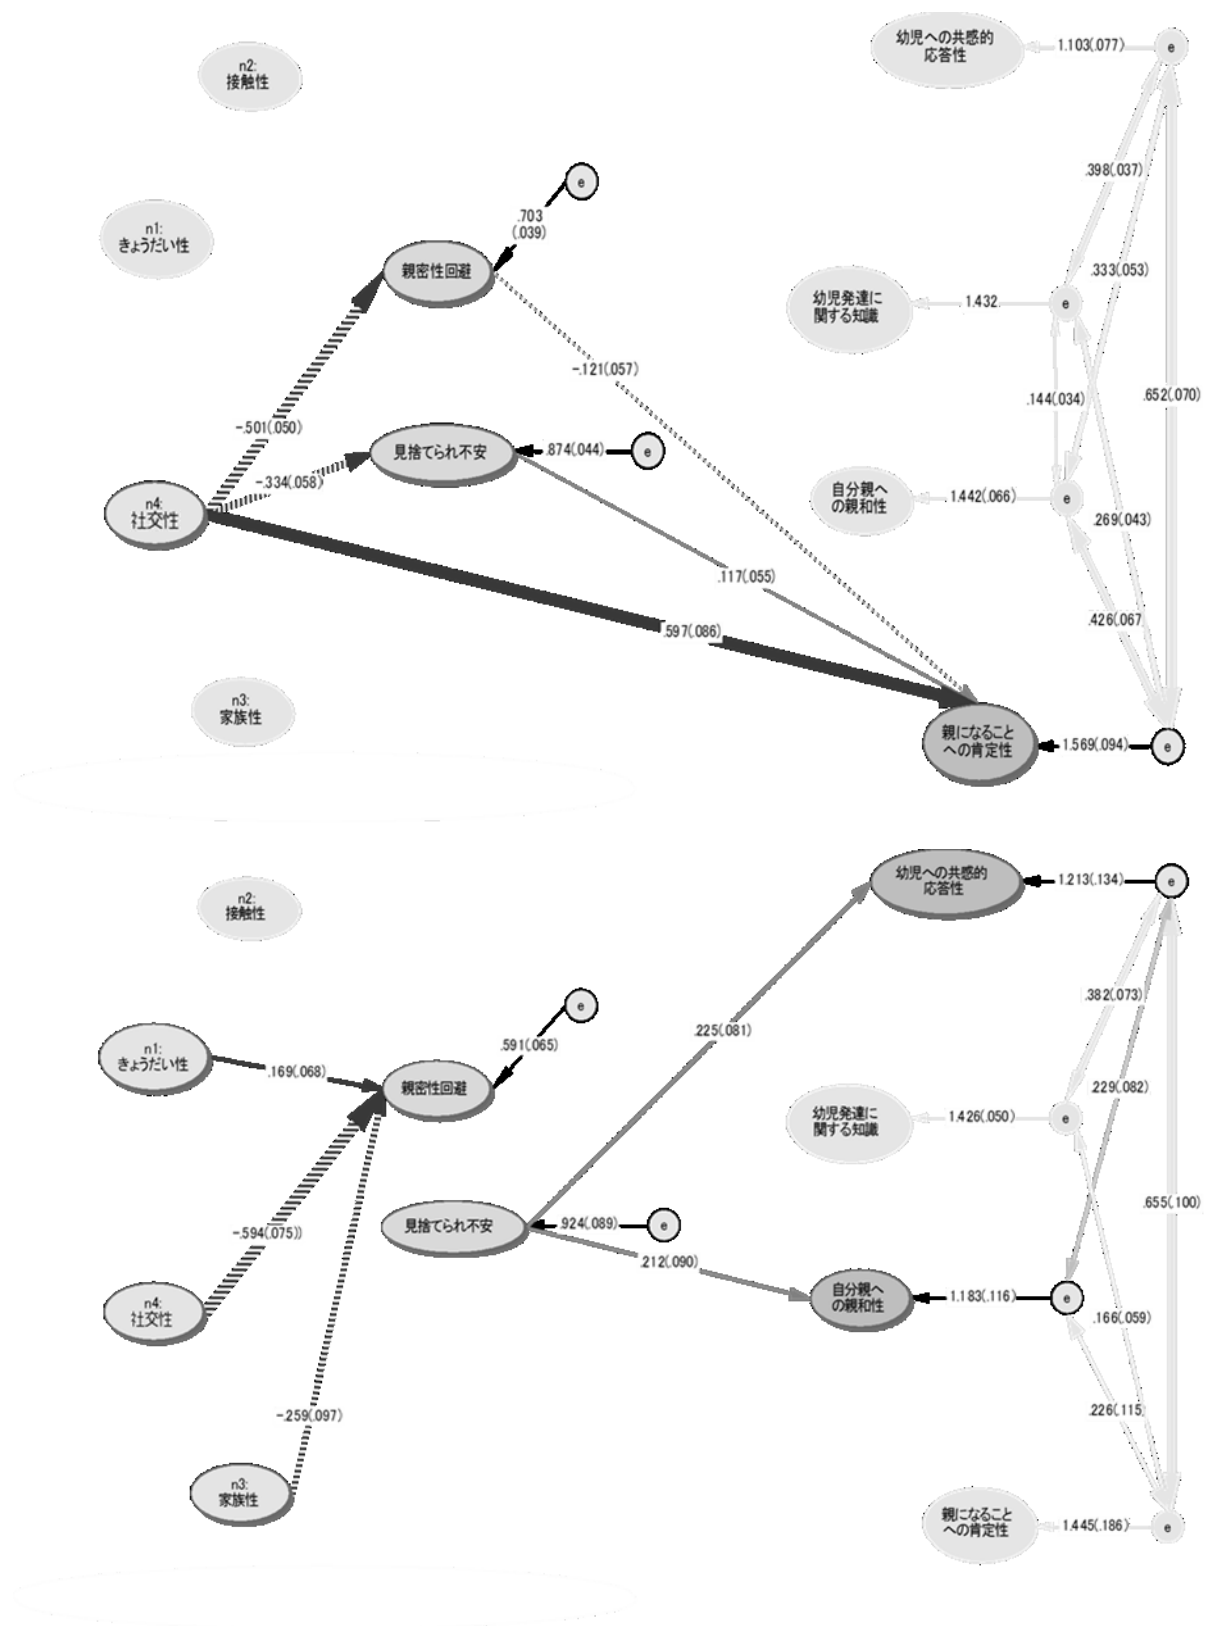 幼児への共感的
応答性
1.103(.077)
e
n2:
接触性
.398(.037)
e
.703
(.039)
n1:
きょうだい性
親密性回避
.333(.053)
幼児発達に
関する知識
1.432.
e
-.121(.057)
.144(.034)
.652(.070)
-.501(.050)
見捨てられ不安
.874(.044)
e
-.334(.058)
n4:
社交性
自分親へ
の親和性
1.442(.066)
e
.269(.043)
.117(.055)
.426(.067)
.597(.086)
n3:
家族性
親になること
への肯定性
1.569(.094)
e
幼児への共感的
応答性
1.213(.134)
e
n2:
接触性
.382(.073)
e
.591(.065)
.225(.081)
n1:
きょうだい性
.169(.068)
親密性回避
.229(.082)
幼児発達に
関する知識
1.426(.050)
e
.655(.100)
見捨てられ不安
.924(.089)
e
-.594(.075))
.212(.090)
n4:
社交性
自分親へ
の親和性
1.183(.116)
e
.166(.059)
-.259(.097)
.226(.115)
n3:
家族性
親になること
への肯定性
1.445(.186)
e